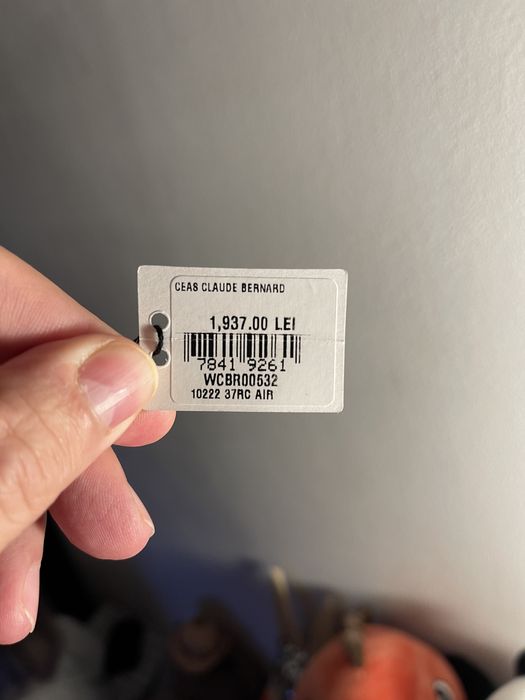 CEAS CLAUDE BERNARD
1,937.00 LEI
7841 9261
WCBR00532
10222 37RC AIR